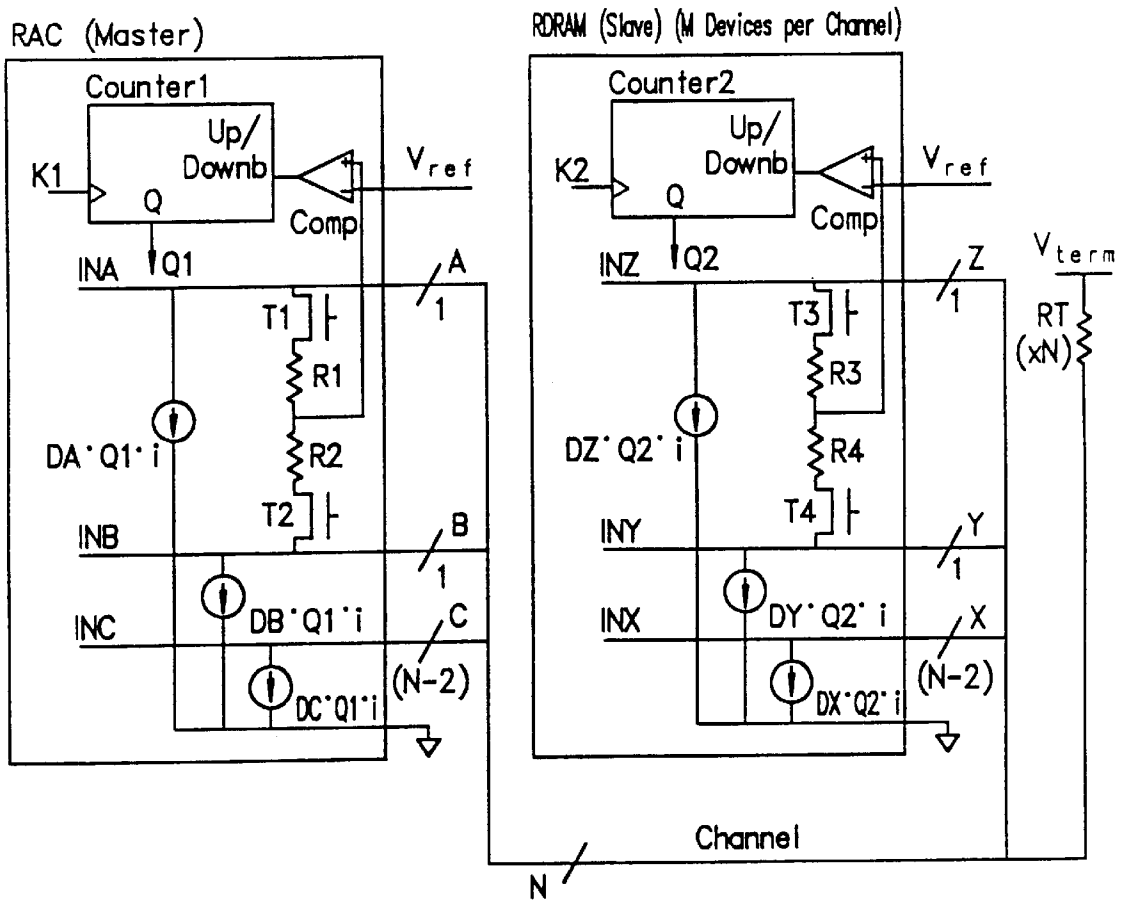 RAC (Master)
Counter1
Up/
Downb
K1
Q
Comp
Vref
Q1
INA
A
1
T1
R1
DA·Q1·i
R2
T2
INB
B
1
DB·Q1·i
INC
C
(N-2)
DC·Q1·i
RDRAM (Slave) (M Devices per Channel)
Counter2
Up/
Downb
K2
Q
Comp
Vref
Q2
INZ
Z
1
T3
R3
DZ·Q2·i
R4
T4
INY
Y
1
DY·Q2·i
INX
X
(N-2)
DX·Q2·i
Vterm
RT
(xN)
Channel
N